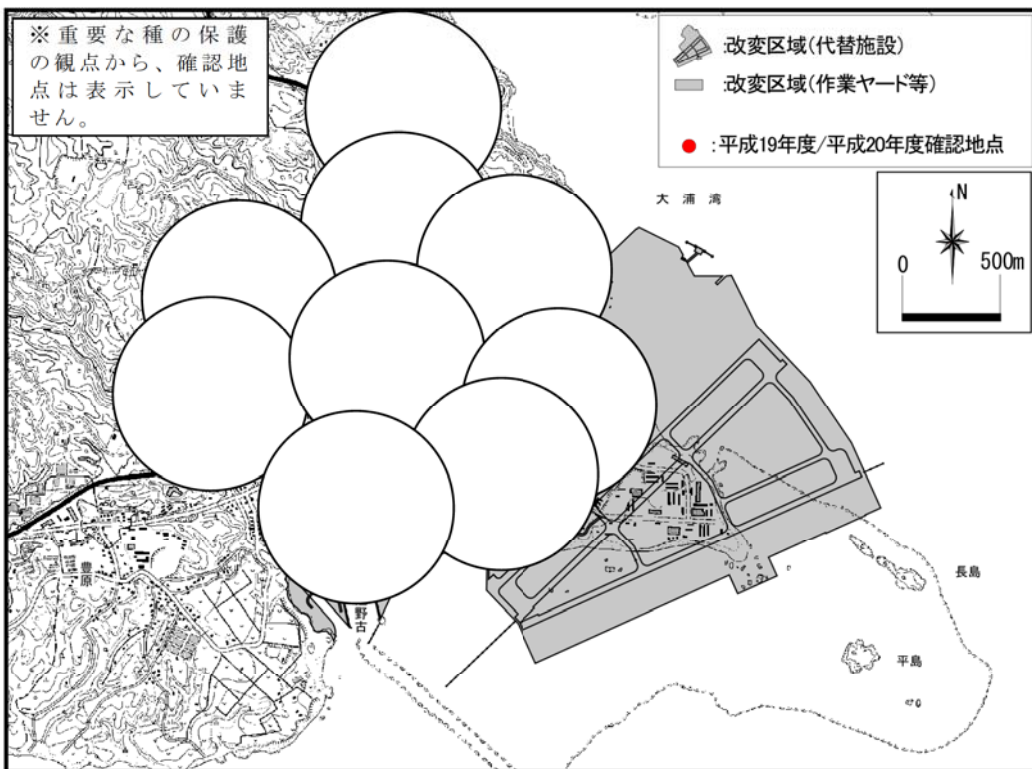 ※重要な種の保護
の観点から、確認地
点は表示していま
せん。
:改変区域(代替施設)
:改変区域(作業ヤード等)
:平成19年度/平成20年度確認地点
大浦湾
N
0 500m
豊原
野古
長島
平島